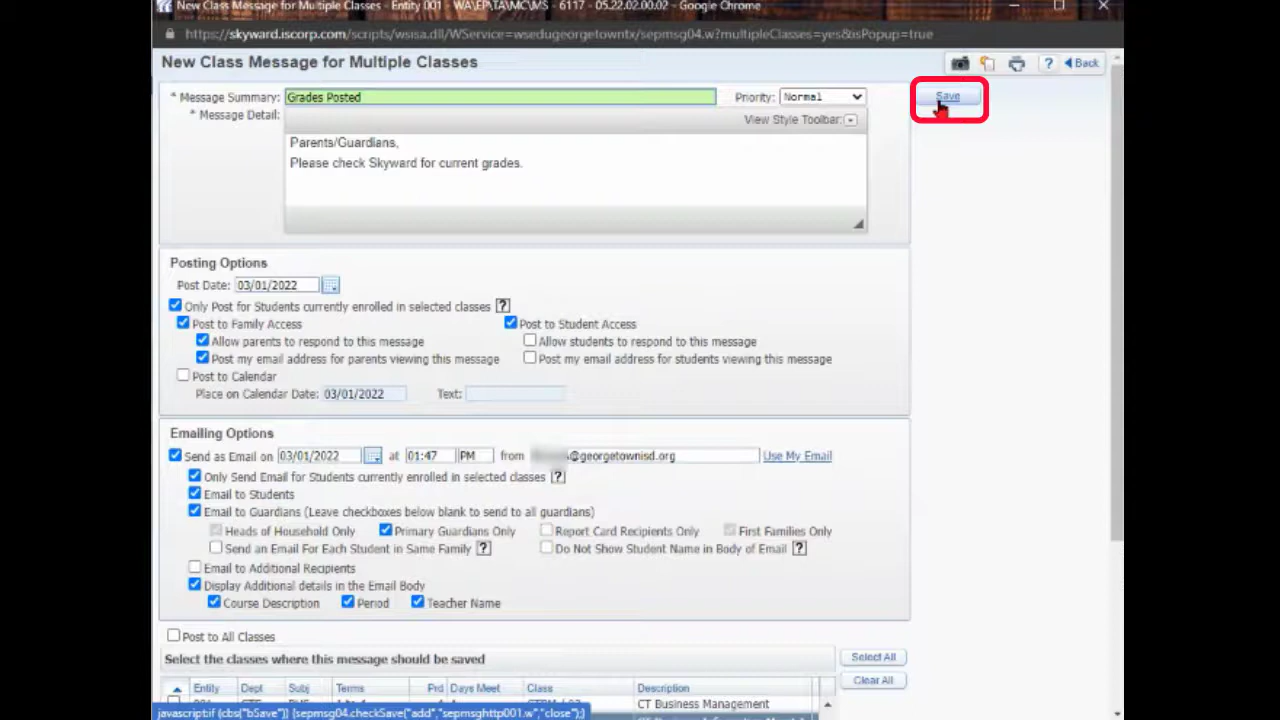 New Class Message for Multiple Classes - Entity 001 - WA\EP\TA\MC\MS - 6117 - 05.22.02.00.02 - Google Chrome
https://skyward.iscorp.com/scripts/wsisa.dll/WService=wsedugeorgetowntx/sepmsg04.w?multipleClasses=yes&isPopup=true
New Class Message for Multiple Classes
? Back
* Message Summary: Grades Posted Priority: Normal Save
* Message Detail: View Style Toolbar:
Parents/Guardians,
Please check Skyward for current grades.
Posting Options
Post Date: 03/01/2022
Only Post for Students currently enrolled in selected classes ?
Post to Family Access Post to Student Access
Allow parents to respond to this message Allow students to respond to this message
Post my email address for parents viewing this message Post my email address for students viewing this message
Post to Calendar
Place on Calendar Date: 03/01/2022 Text:
Emailing Options
Send as Email on 03/01/2022 at 01:47 PM from @georgetownisd.org Use My Email
Only Send Email for Students currently enrolled in selected classes ?
Email to Students
Email to Guardians (Leave checkboxes below blank to send to all guardians)
Heads of Household Only Primary Guardians Only Report Card Recipients Only First Families Only
Send an Email For Each Student in Same Family ? Do Not Show Student Name in Body of Email ?
Email to Additional Recipients
Display Additional details in the Email Body
Course Description Period Teacher Name
Post to All Classes
Select the classes where this message should be saved Select All
Clear All
Entity Dept Subj Terms Prd Days Meet Class Description
CT Business Management
javascript:if (cbs("bSave")) {sepmsg04.checkSave("add","sepmsghttp001.w","close");}